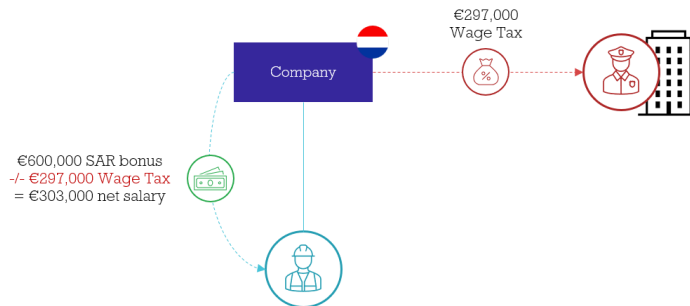 €297,000
Wage Tax
Company
%
€600,000 SAR bonus
-/- €297,000 Wage Tax
= €303,000 net salary